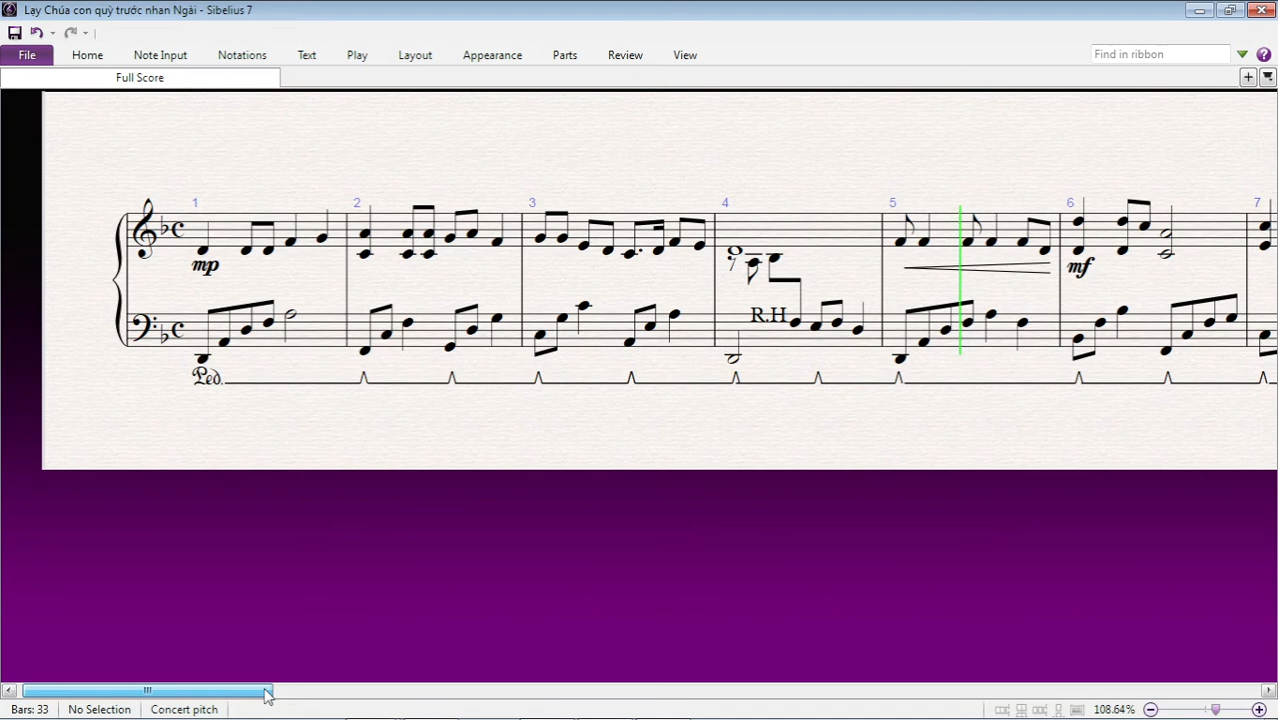 Lạy Chúa con quỳ trước nhan Ngài - Sibelius 7
File Home Note Input Notations Text Play Layout Appearance Parts Review View Find in ribbon
Full Score
1 2 3 4 5 6 7
mp mf
R.H
Ped.
Bars: 33 No Selection Concert pitch 108.64%